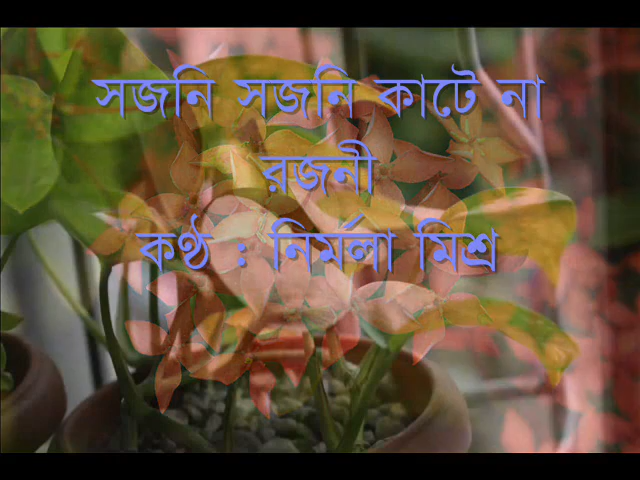 সজনি সজনি কাটে না
রজনী
কণ্ঠ : নির্মলা মিশ্র